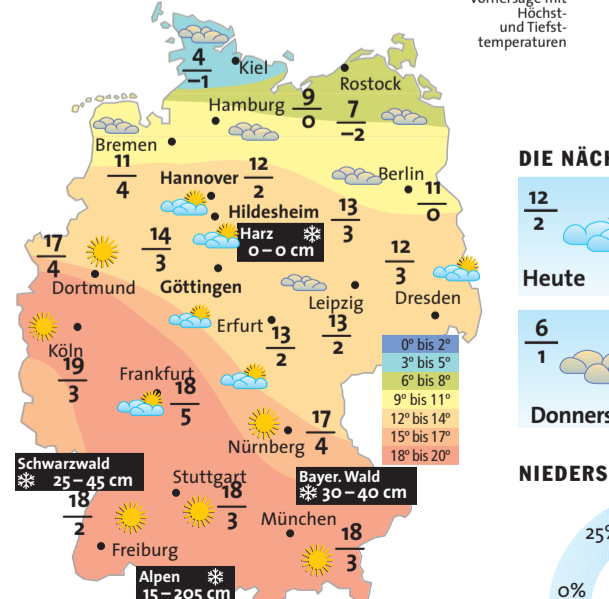 Vorhersage mit
Höchst-
und Tiefst-
temperaturen
4
−1
Kiel
Rostock
Hamburg
9
0
7
−2
Bremen
11
4
Hannover
12
2
Berlin
11
0
Hildesheim
13
3
Harz
0–0 cm
17
4
14
3
12
3
Dortmund
Göttingen
Leipzig
Dresden
Erfurt
13
2
13
2
Köln
19
3
Frankfurt
18
5
0° bis 2°
3° bis 5°
6° bis 8°
9° bis 11°
12° bis 14°
15° bis 17°
18° bis 20°
17
4
Nürnberg
Schwarzwald
25–45 cm
Stuttgart
18
3
Bayer. Wald
30–40 cm
18
2
Freiburg
München
18
3
Alpen
15–205 cm
DIE NÄCH
12
2
Heute
6
1
Donners
NIEDERS
25%
0%